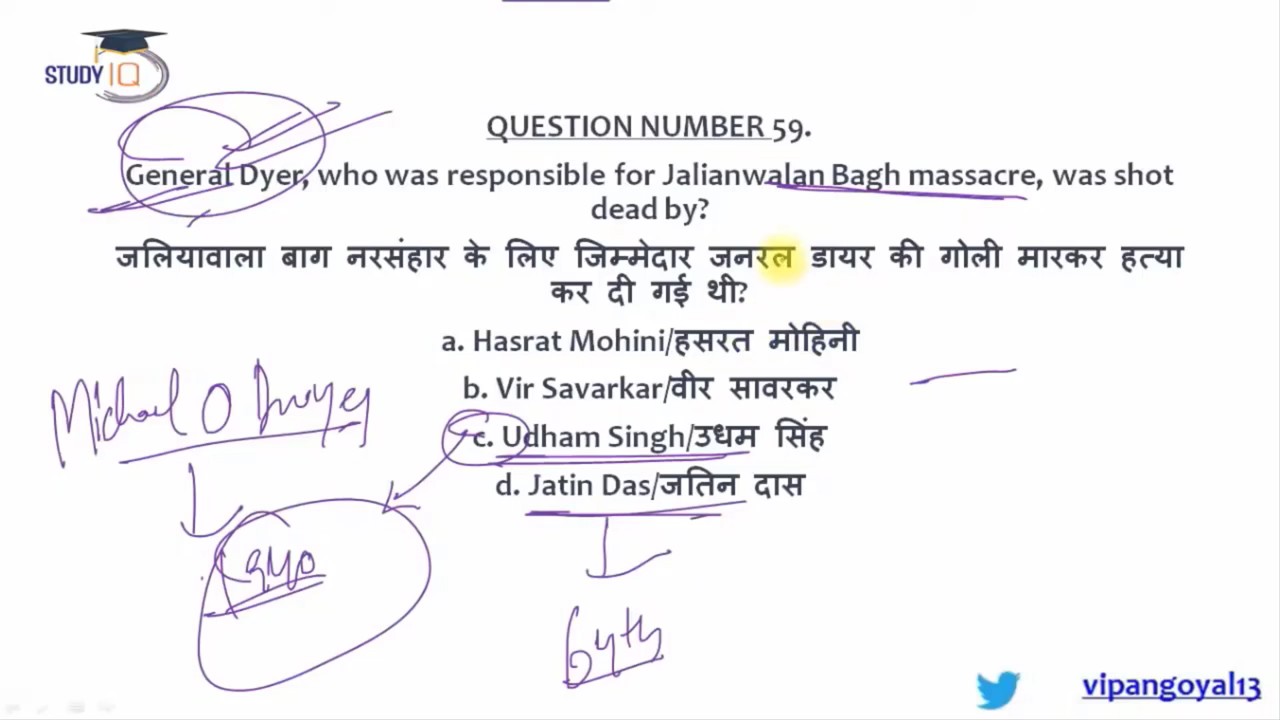 STUDY IQ
QUESTION NUMBER 59.
General Dyer, who was responsible for Jalianwalan Bagh massacre, was shot
dead by?
जलियावाला बाग नरसंहार के लिए जिम्मेदार जनरल डायर की गोली मारकर हत्या
कर दी गई थी?
a. Hasrat Mohini/हसरत मोहिनी
b. Vir Savarkar/वीर सावरकर
Michael O Dwyer
c. Udham Singh/उधम सिंह
d. Jatin Das/जतिन दास
1940
64th
vipangoyal13